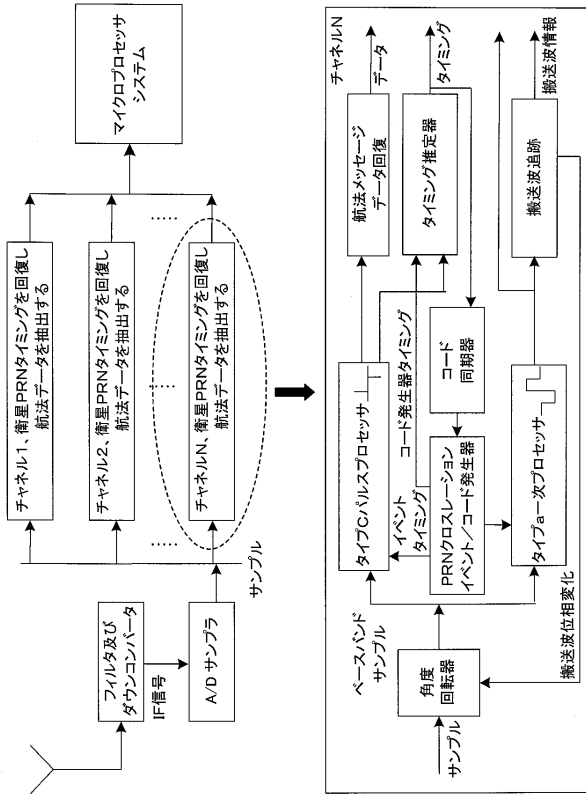 フィルタ及び
ダウンコンバータ
IF信号
A/D サンプラ
サンプル
チャネル1、衛星PRNタイミングを回復し
航法データを抽出する
チャネル2、衛星PRNタイミングを回復し
航法データを抽出する
チャネルN、衛星PRNタイミングを回復し
航法データを抽出する
マイクロプロセッサ
システム
チャネルN
サンプル
角度
回転器
ベースバンド
サンプル
搬送波位相変化
タイプCパルスプロセッサ
イベント
タイミング
コード発生器タイミング
PRNクロスレーション
イベント/コード発生器
コード
同期器
タイプa一次プロセッサ
航法メッセージ
データ回復
データ
タイミング推定器
タイミング
搬送波追跡
搬送波情報